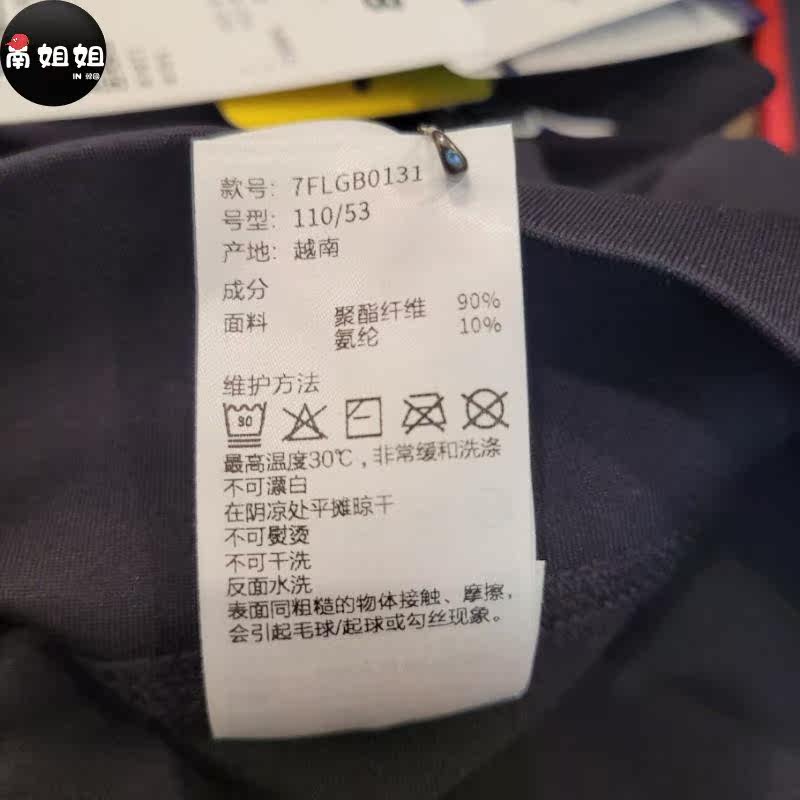 南姐姐
IN 韓國
款号: 7FLGB0131
号型: 110/53
产地: 越南
成分
面料 聚酯纤维 90%
氨纶 10%
维护方法
30
最高温度30℃，非常缓和洗涤
不可漂白
在阴凉处平摊晾干
不可熨烫
不可干洗
反面水洗
表面同粗糙的物体接触、摩擦，
会引起毛球/起球或勾丝现象。